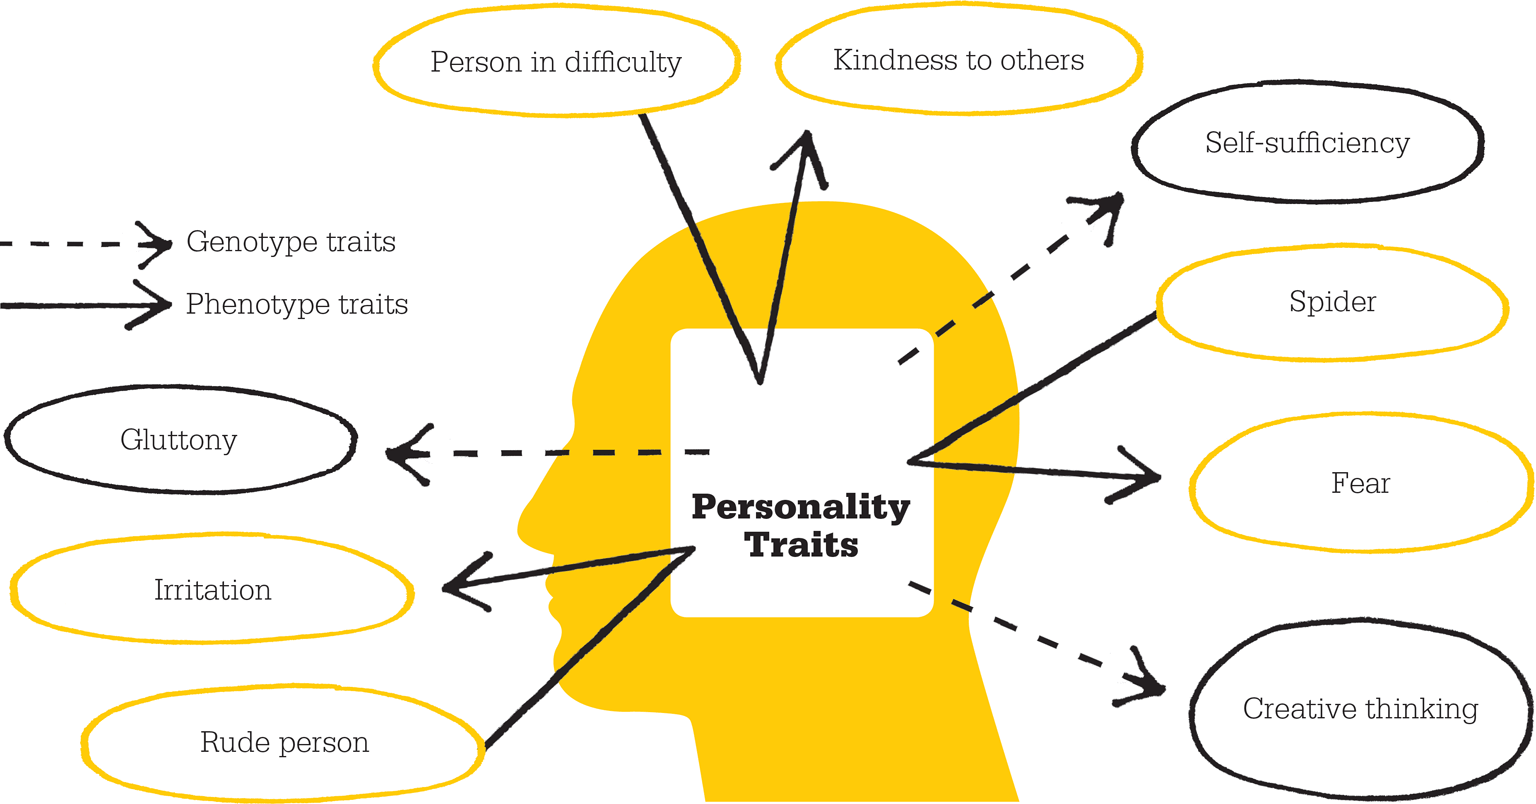 Person in difficulty
Kindness to others
Self-sufficiency
Genotype traits
Phenotype traits
Spider
Gluttony
Fear
Personality
Traits
Irritation
Creative thinking
Rude person